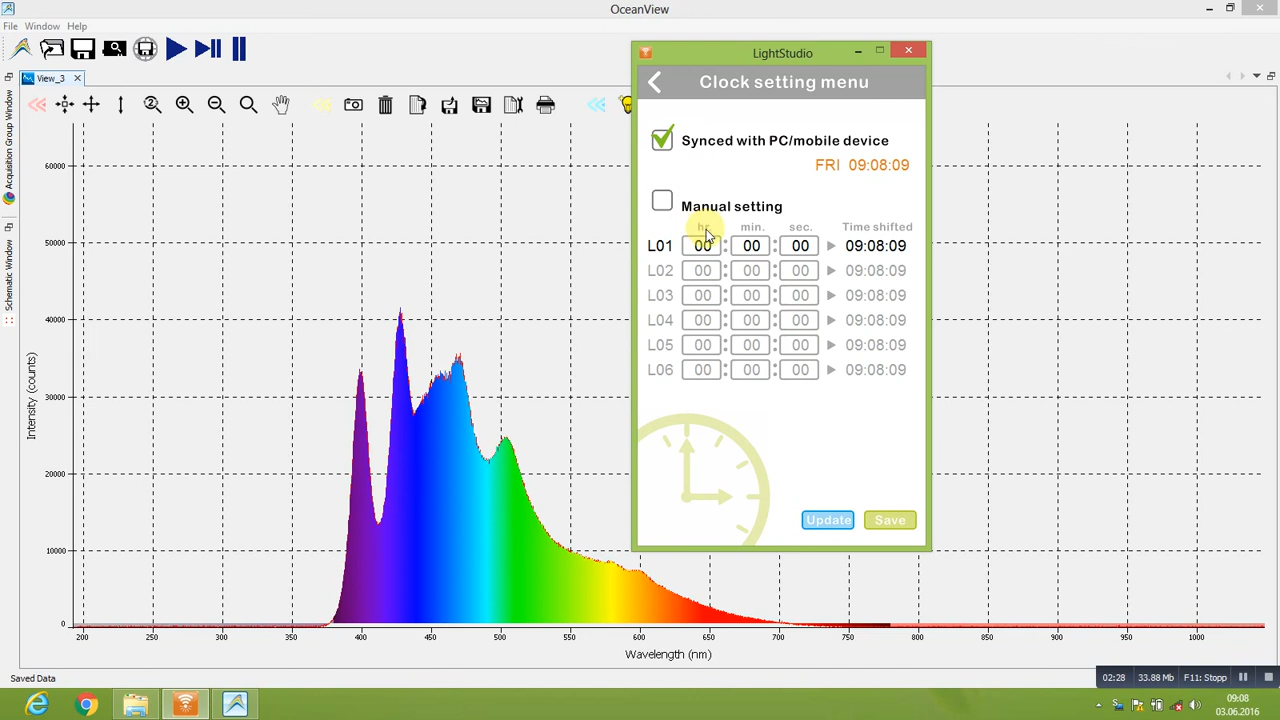 OceanView
File Window Help
View_3
Acquisition Group Window
Schematic Window
LightStudio
Clock setting menu
Synced with PC/mobile device
FRI 09:08:09
Manual setting
hr. min. sec. Time shifted
L01 00 : 00 : 00 09:08:09
L02 00 : 00 : 00 09:08:09
L03 00 : 00 : 00 09:08:09
L04 00 : 00 : 00 09:08:09
L05 00 : 00 : 00 09:08:09
L06 00 : 00 : 00 09:08:09
Update Save
Intensity (counts)
60000
50000
40000
30000
20000
10000
0
200 250 300 350 400 450 500 550 600 650 700 750 800 850 900 950 1000
Wavelength (nm)
Saved Data
02:28 33.88 Mb F11: Stopp
09:08
03.06.2016